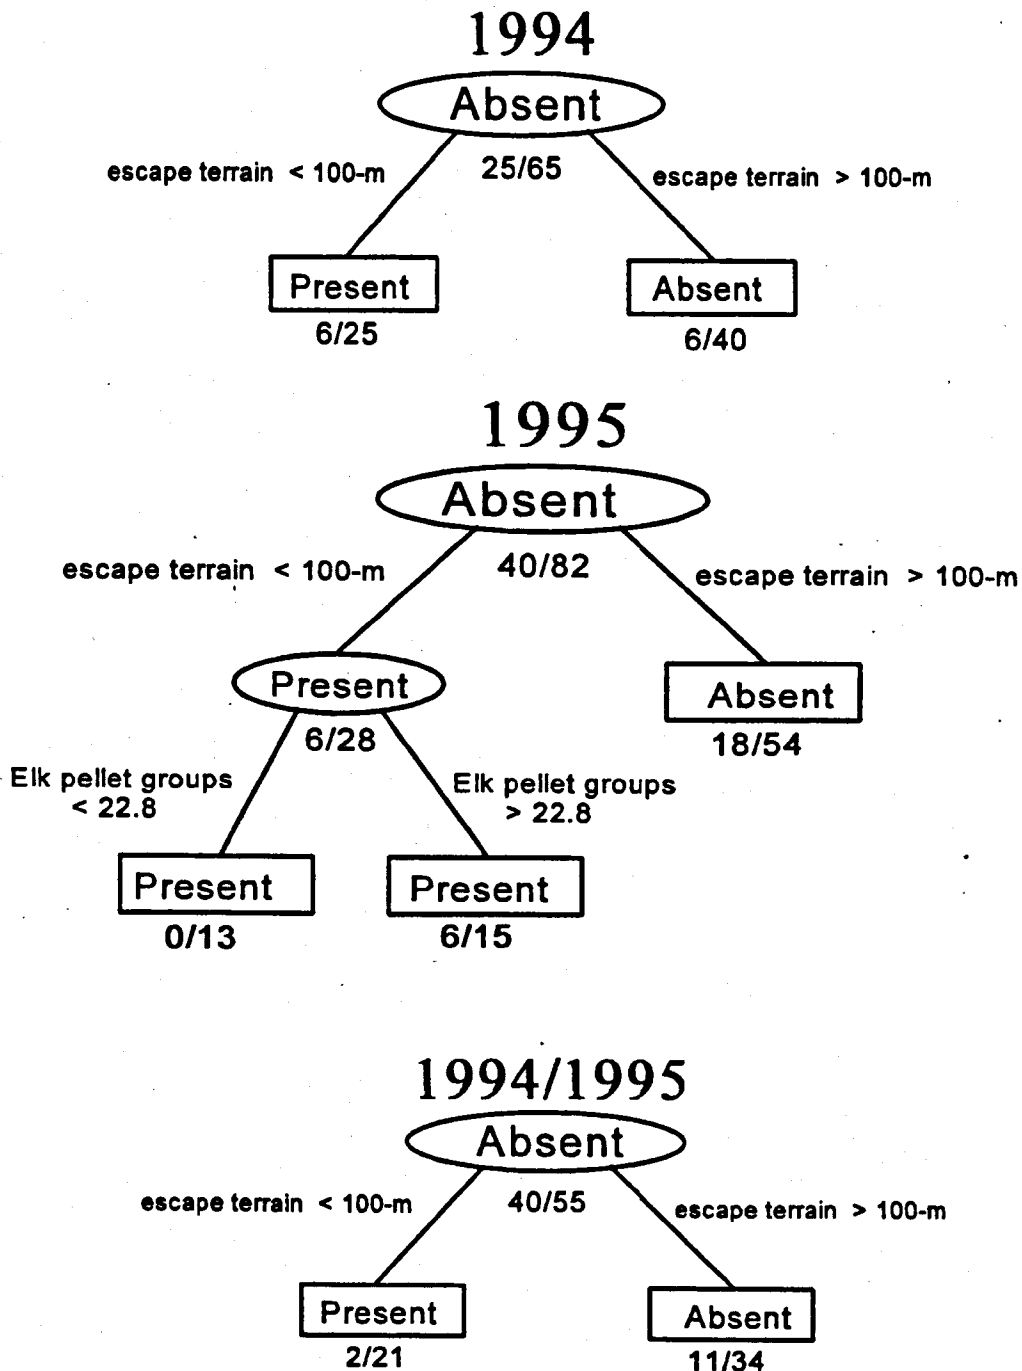 1994
Absent
escape terrain < 100-m
25/65
escape terrain > 100-m
Present
Absent
6/25
6/40
1995
Absent
escape terrain < 100-m
40/82
escape terrain > 100-m
Present
Absent
6/28
18/54
Elk pellet groups
< 22.8
Elk pellet groups
> 22.8
Present
Present
0/13
6/15
1994/1995
Absent
escape terrain < 100-m
40/55
escape terrain > 100-m
Present
Absent
2/21
11/34